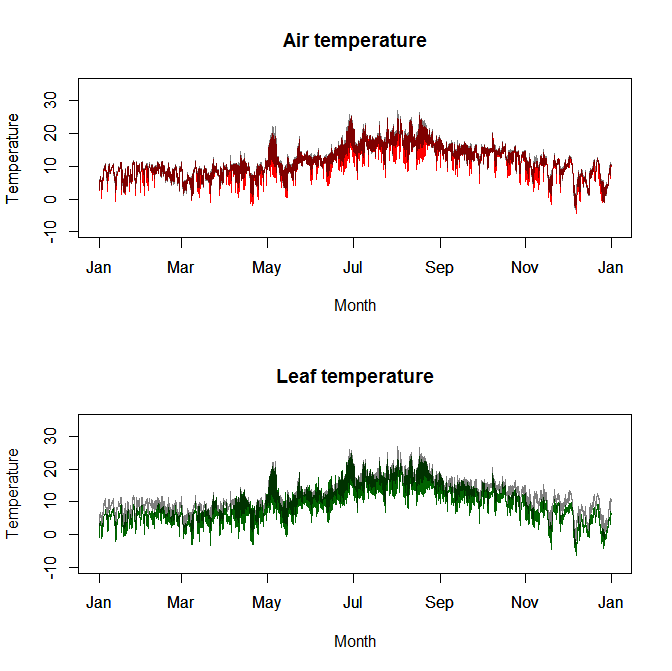 Air temperature
Temperature
30
20
10
0
-10
Jan Mar May Jul Sep Nov Jan
Month
Leaf temperature
Temperature
30
20
10
0
-10
Jan Mar May Jul Sep Nov Jan
Month